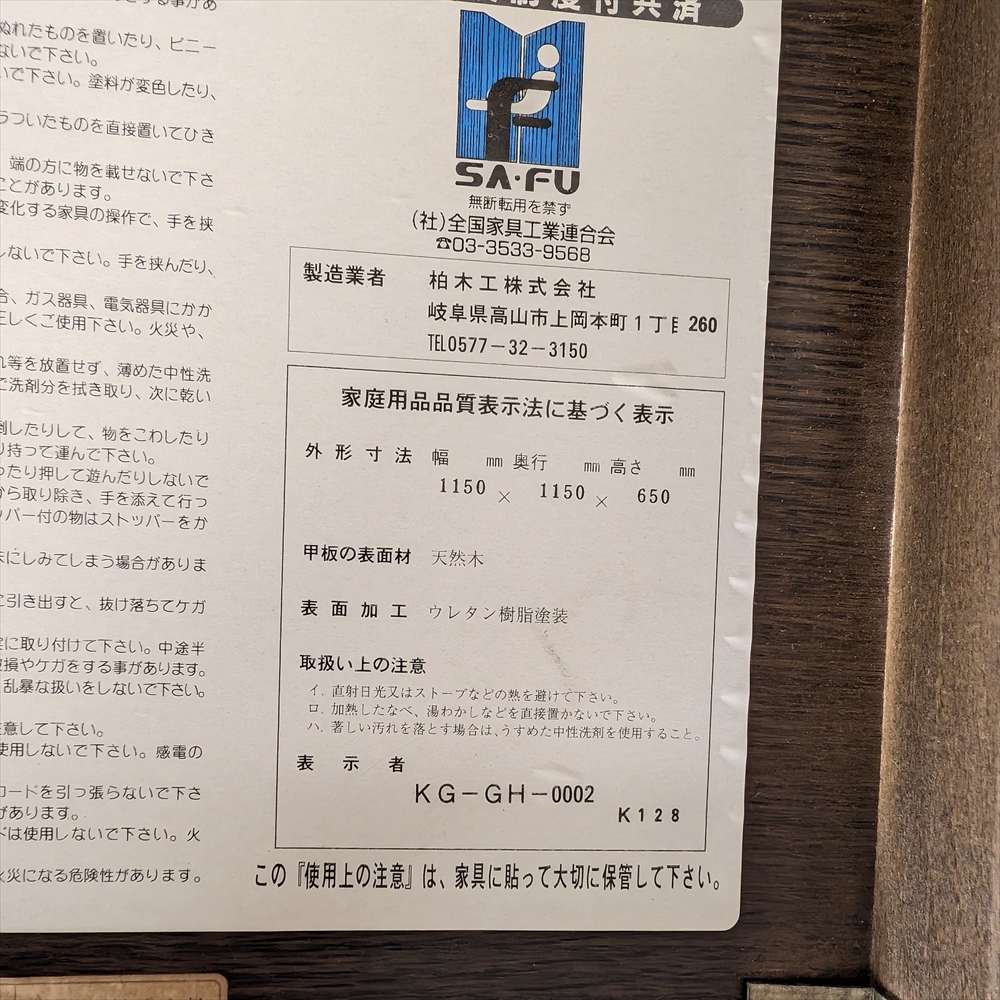 ぬれたものを置いたり、ビニー
ないで下さい。
いで下さい。塗料が変色したり、
ラついたものを直接置いてひき
端の方に物を載せないで下さ
ことがあります。
変化する家具の操作で、手を挟
しないで下さい。手を挟んだり、
合、ガス器具、電気器具にかか
正しくご使用下さい。火災や、
れ等を放置せず、薄めた中性洗
で洗剤分を拭き取り、次に乾い
倒したりして、物をこわしたり
り持って運んで下さい。
ったり押して遊んだりしないで
から取り除き、手を添えて行っ
ッパー付の物はストッパーをか
末にしみてしまう場合がありま
に引き出すと、抜け落ちてケガ
実に取り付けて下さい。中途半
破損やケガをする事があります。
乱暴な扱いをしないで下さい。
注意して下さい。
使用しないで下さい。感電の
コードを引っ張らないで下さ
があります。
ドは使用しないで下さい。火
火災になる危険性があります。
制度付共済
SA・FU
無断転用を禁ず
(社)全国家具工業連合会
☎03-3533-9568
製造業者 柏木工株式会社
岐阜県高山市上岡本町1丁目260
TEL0577-32-3150
家庭用品品質表示法に基づく表示
外形寸法 幅 mm 奥行 mm 高さ mm
1150 × 1150 × 650
甲板の表面材 天然木
表面加工 ウレタン樹脂塗装
取扱い上の注意
イ. 直射日光又はストーブなどの熱を避けて下さい。
ロ. 加熱したなべ、湯わかしなどを直接置かないで下さい。
ハ. 著しい汚れを落とす場合は、うすめた中性洗剤を使用すること。
表示者
KG-GH-0002
K128
この『使用上の注意』は、家具に貼って大切に保管して下さい。